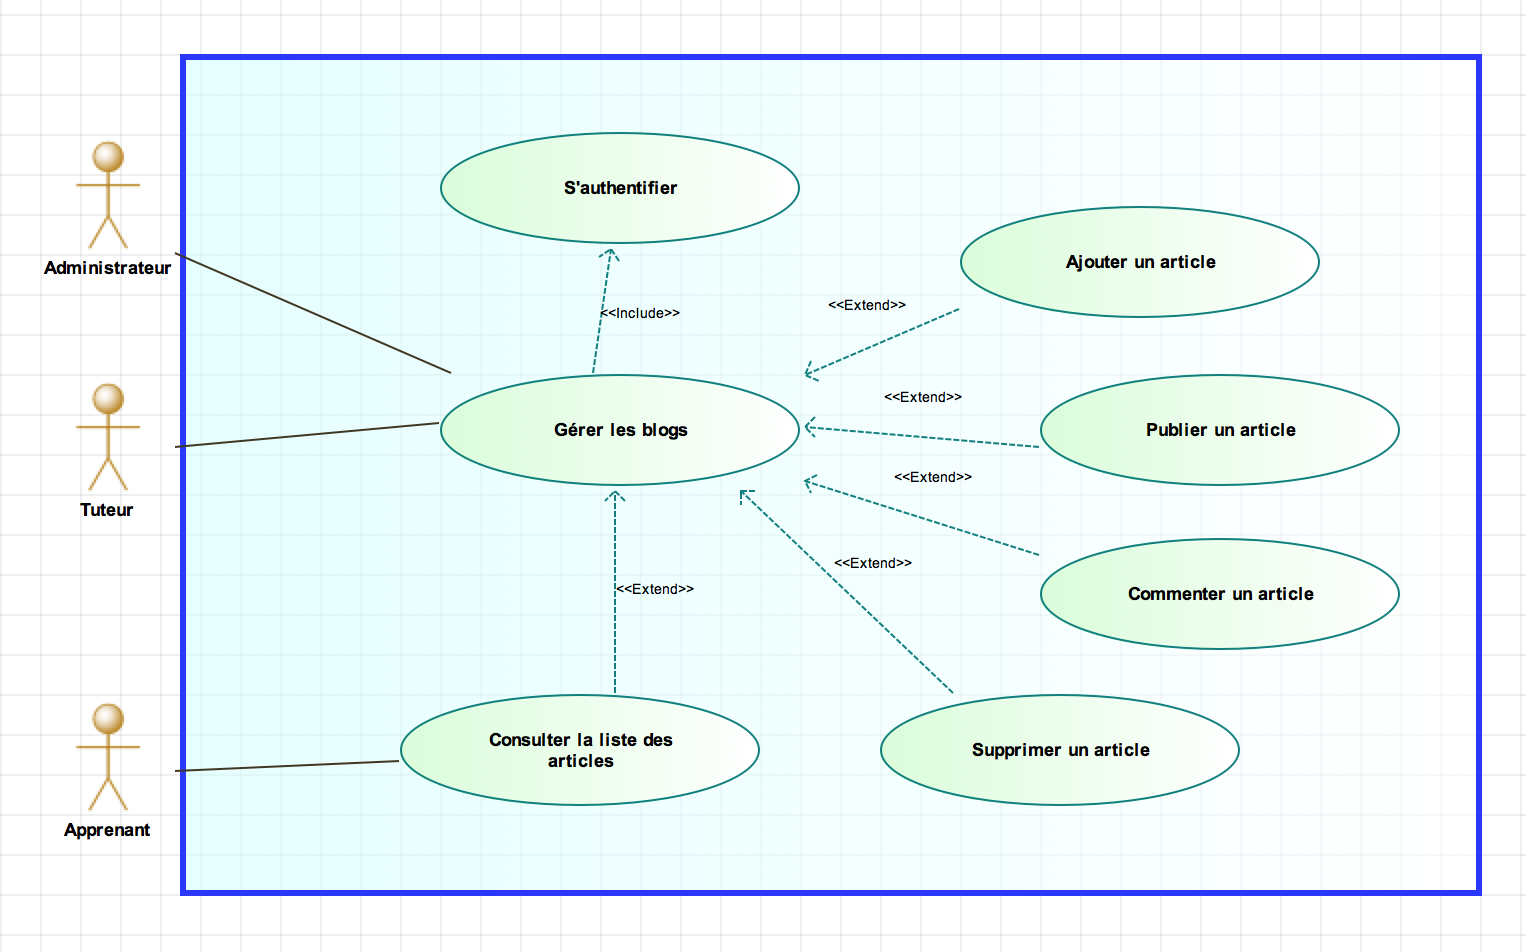 S'authentifier
Administrateur
Ajouter un article
<<Include>>
<<Extend>>
<<Extend>>
Gérer les blogs
Publier un article
<<Extend>>
Tuteur
<<Extend>>
<<Extend>>
Commenter un article
Consulter la liste des
articles
Supprimer un article
Apprenant